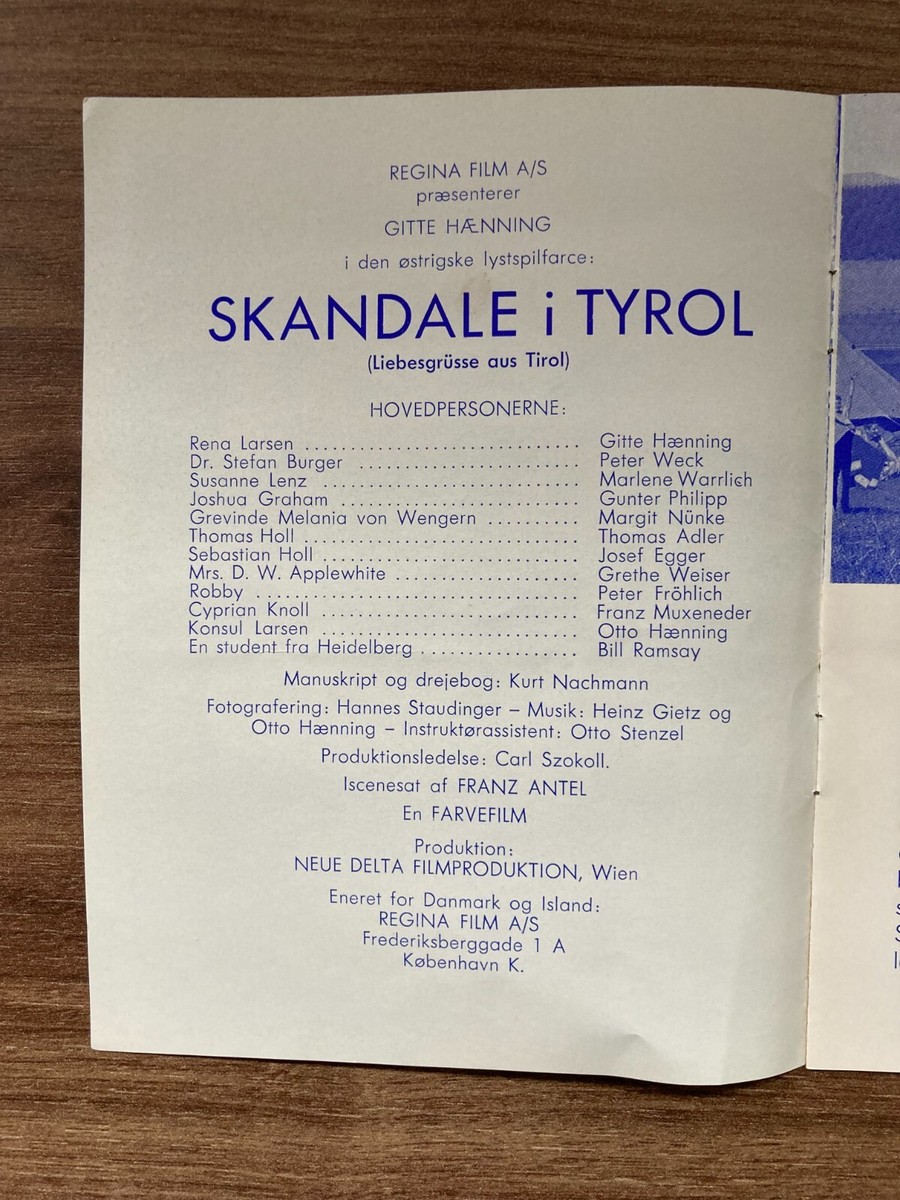 REGINA FILM A/S
præsenterer
GITTE HÆNNING
i den østrigske lystspilfarce:
SKANDALE i TYROL
(Liebesgrüsse aus Tirol)
HOVEDPERSONERNE:
Rena Larsen .............................. Gitte Hænning
Dr. Stefan Burger ........................ Peter Weck
Susanne Lenz ............................ Marlene Warrlich
Joshua Graham .......................... Gunter Philipp
Grevinde Melania von Wengern .......... Margit Nünke
Thomas Holl .............................. Thomas Adler
Sebastian Holl ............................ Josef Egger
Mrs. D. W. Applewhite .................... Grethe Weiser
Robby ................................... Peter Fröhlich
Cyprian Knoll ............................ Franz Muxeneder
Konsul Larsen ............................ Otto Hænning
En student fra Heidelberg ................. Bill Ramsay
Manuskript og drejebog: Kurt Nachmann
Fotografering: Hannes Staudinger – Musik: Heinz Gietz og
Otto Hænning – Instruktørassistent: Otto Stenzel
Produktionsledelse: Carl Szokoll.
Iscenesat af FRANZ ANTEL
En FARVEFILM
Produktion:
NEUE DELTA FILMPRODUKTION, Wien
Eneret for Danmark og Island:
REGINA FILM A/S
Frederiksberggade 1 A
København K.